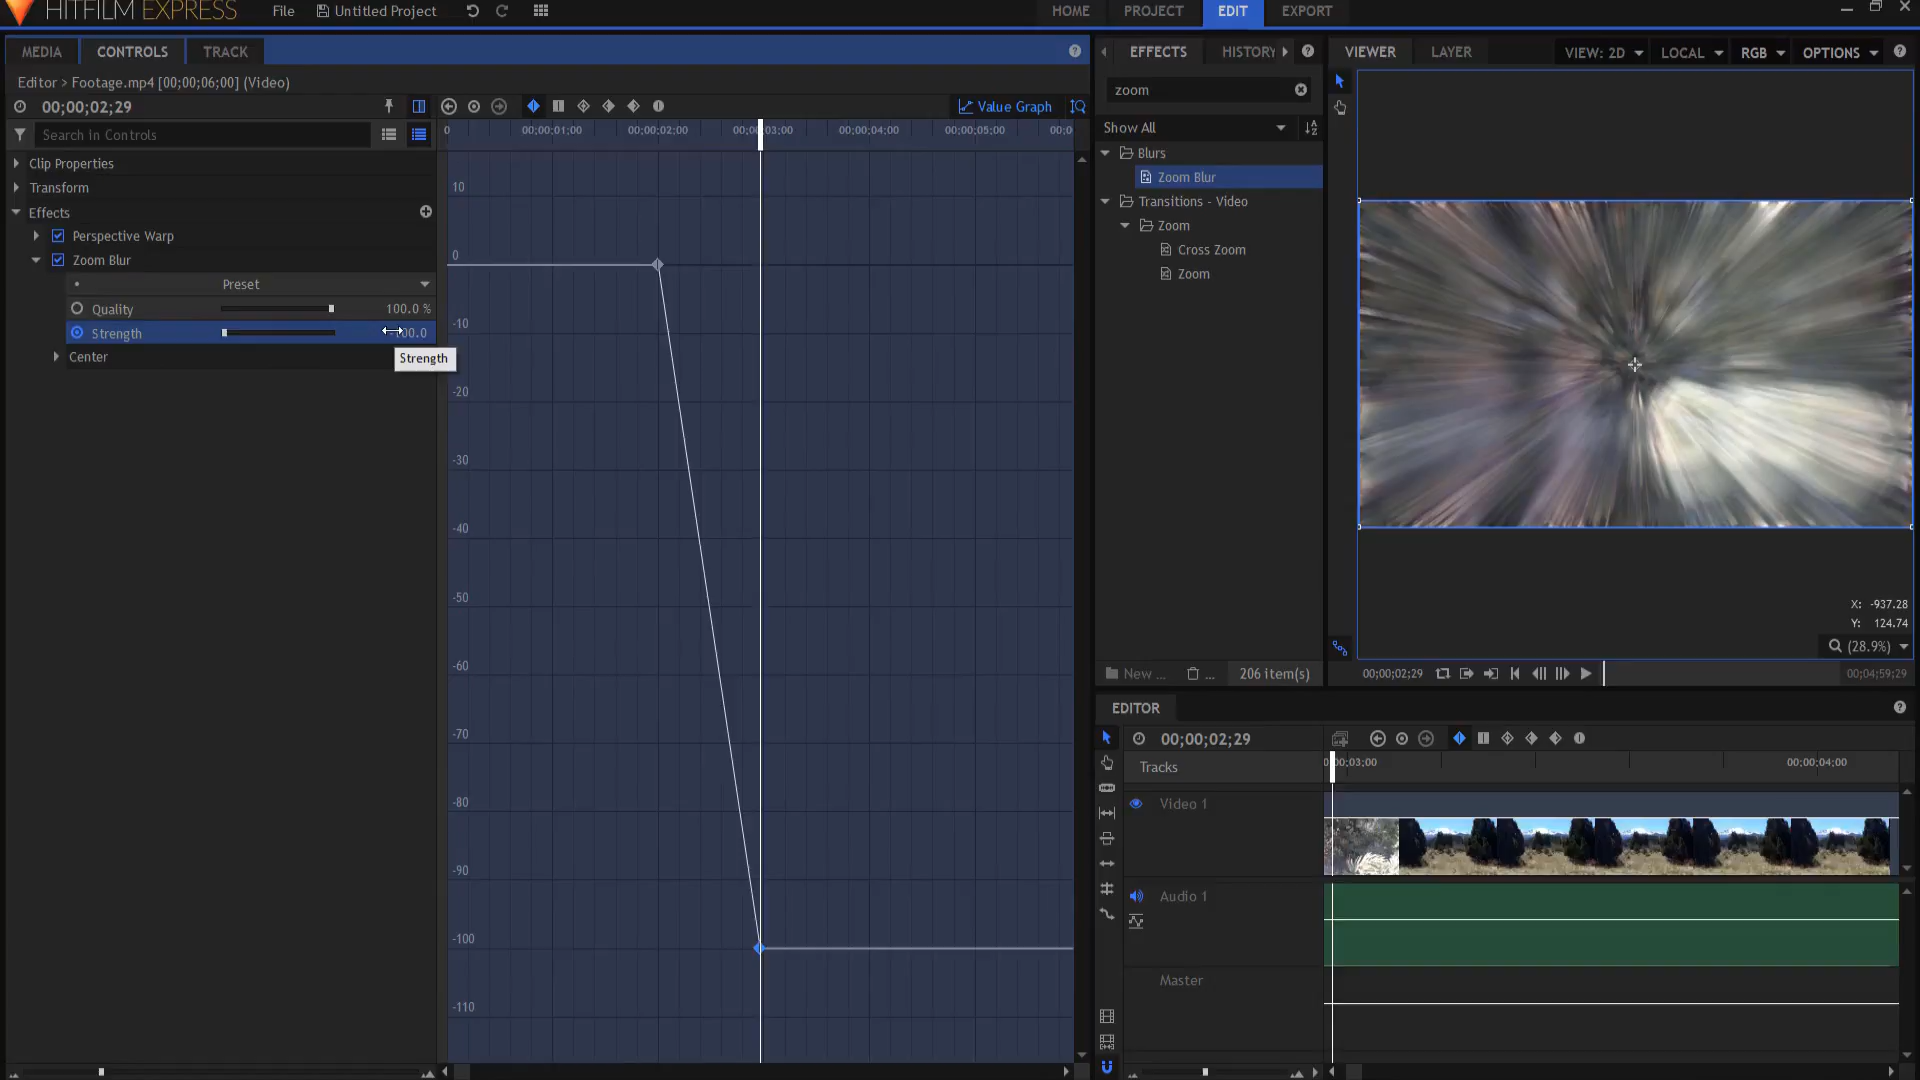 HITFILM EXPRESS
File
Untitled Project
HOME
PROJECT
EDIT
EXPORT
MEDIA
CONTROLS
TRACK
Editor > Footage.mp4 [00;00;06;00] (Video)
00;00;02;29
Value Graph
Search in Controls
0
00;00;01;00
00;00;02;00
00;00;03;00
00;00;04;00
00;00;05;00
Clip Properties
Transform
Effects
Perspective Warp
Zoom Blur
Preset
Quality
100.0 %
Strength
Center
Strength
10
0
-10
-20
-30
-40
-50
-60
-70
-80
-90
-100
-110
EFFECTS
HISTORY
zoom
Show All
Blurs
Zoom Blur
Transitions - Video
Zoom
Cross Zoom
Zoom
New ...
...
206 item(s)
VIEWER
LAYER
VIEW: 2D
LOCAL
RGB
OPTIONS
X: -937.28
Y: 124.74
(28.9%)
00;00;02;29
00;04;59;29
EDITOR
00;00;02;29
Tracks
00;00;04;00
Video 1
Audio 1
Master